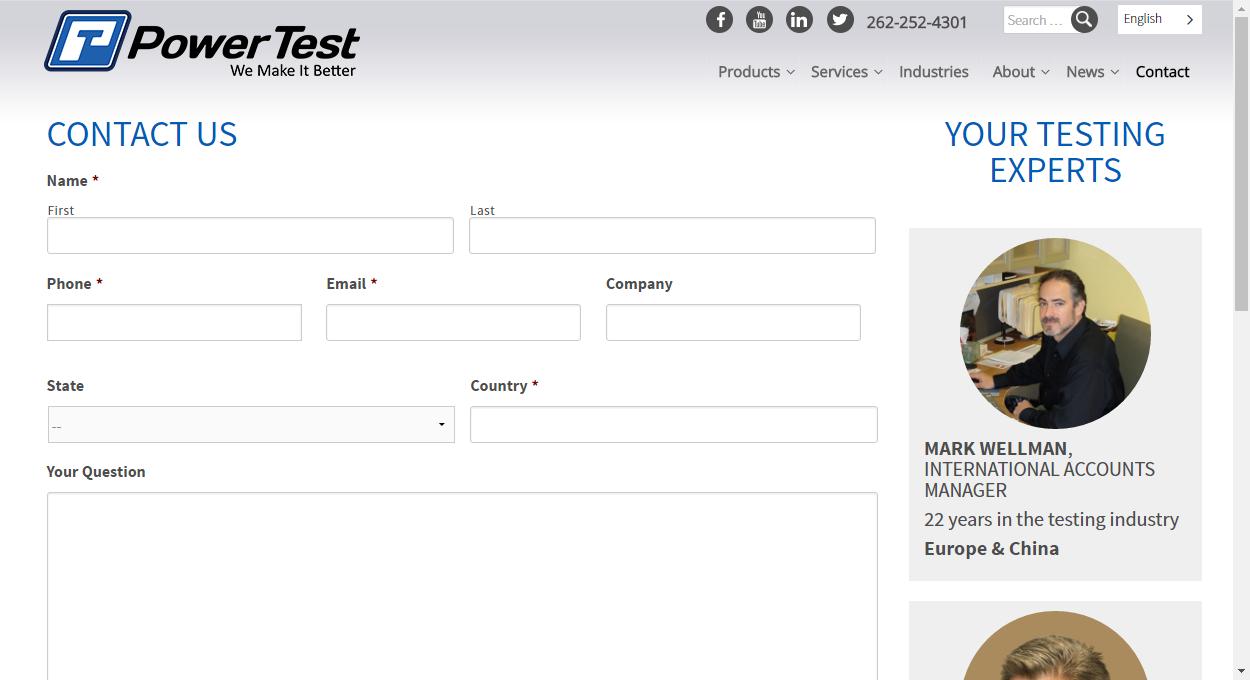 PowerTest
We Make It Better
You Tube
262-252-4301
Search ...
English
Products
Services
Industries
About
News
Contact
CONTACT US
Name *
First
Last
Phone *
Email *
Company
State
--
Country *
Your Question
YOUR TESTING
EXPERTS
MARK WELLMAN,
INTERNATIONAL ACCOUNTS
MANAGER
22 years in the testing industry
Europe & China